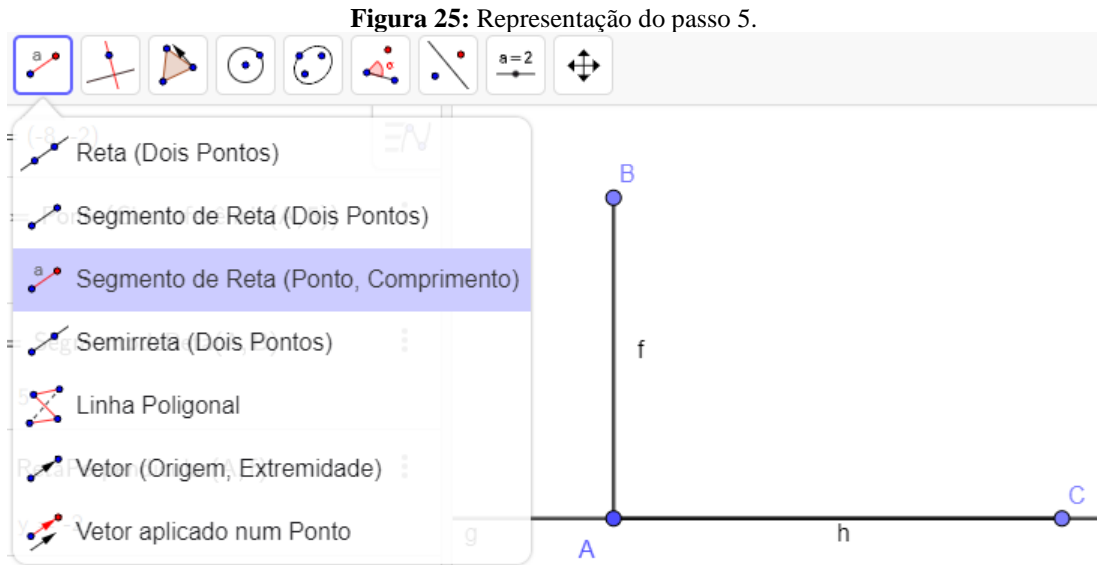 Figura 25: Representação do passo 5.
a
α
a=2
Reta (Dois Pontos)
Segmento de Reta (Dois Pontos)
a
Segmento de Reta (Ponto, Comprimento)
Semirreta (Dois Pontos)
Linha Poligonal
Vetor (Origem, Extremidade)
Vetor aplicado num Ponto
B
f
C
g
h
A